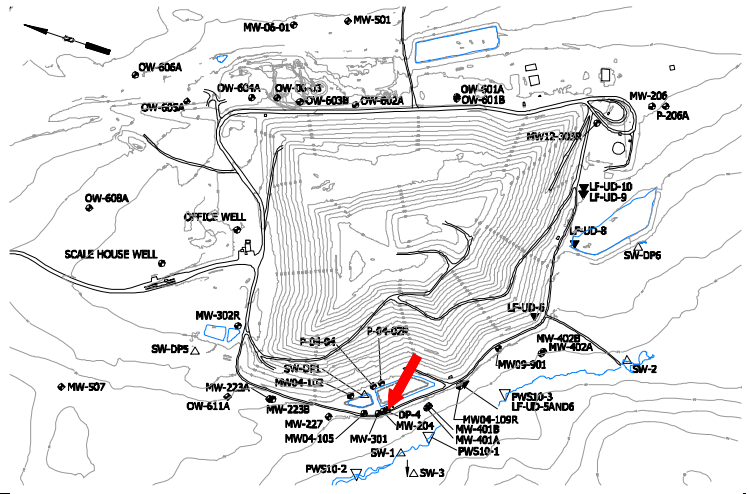 MW-06-01
MW-501
OW-606A
OW-604A
OW-06-03
OW-603B
OW-602A
OW-605A
OW-601A
OW-601B
MW-206
P-206A
MW12-303R
LF-UD-10
LF-UD-9
OW-608A
OFFICE WELL
LF-UD-8
SW-DP6
SCALE HOUSE WELL
LF-UD-6
MW-302R
P-04-04
P-04-02R
MW-402B
MW-402A
SW-DP5
SW-DP1
MW09-901
SW-2
MW-507
MW-223A
MW04-102
OW-611A
MW-223B
PWS10-3
LF-UD-5AND6
MW-227
DP-4
MW-204
MW04-109R
MW04-105
MW-301
MW-401B
MW-401A
SW-1
PWS10-1
PWS10-2
SW-3